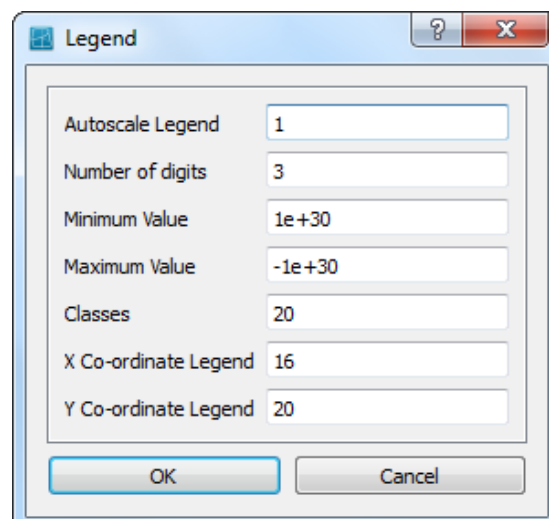 Legend
?
X
Autoscale Legend 1
Number of digits 3
Minimum Value 1e+30
Maximum Value -1e+30
Classes 20
X Co-ordinate Legend 16
Y Co-ordinate Legend 20
OK Cancel